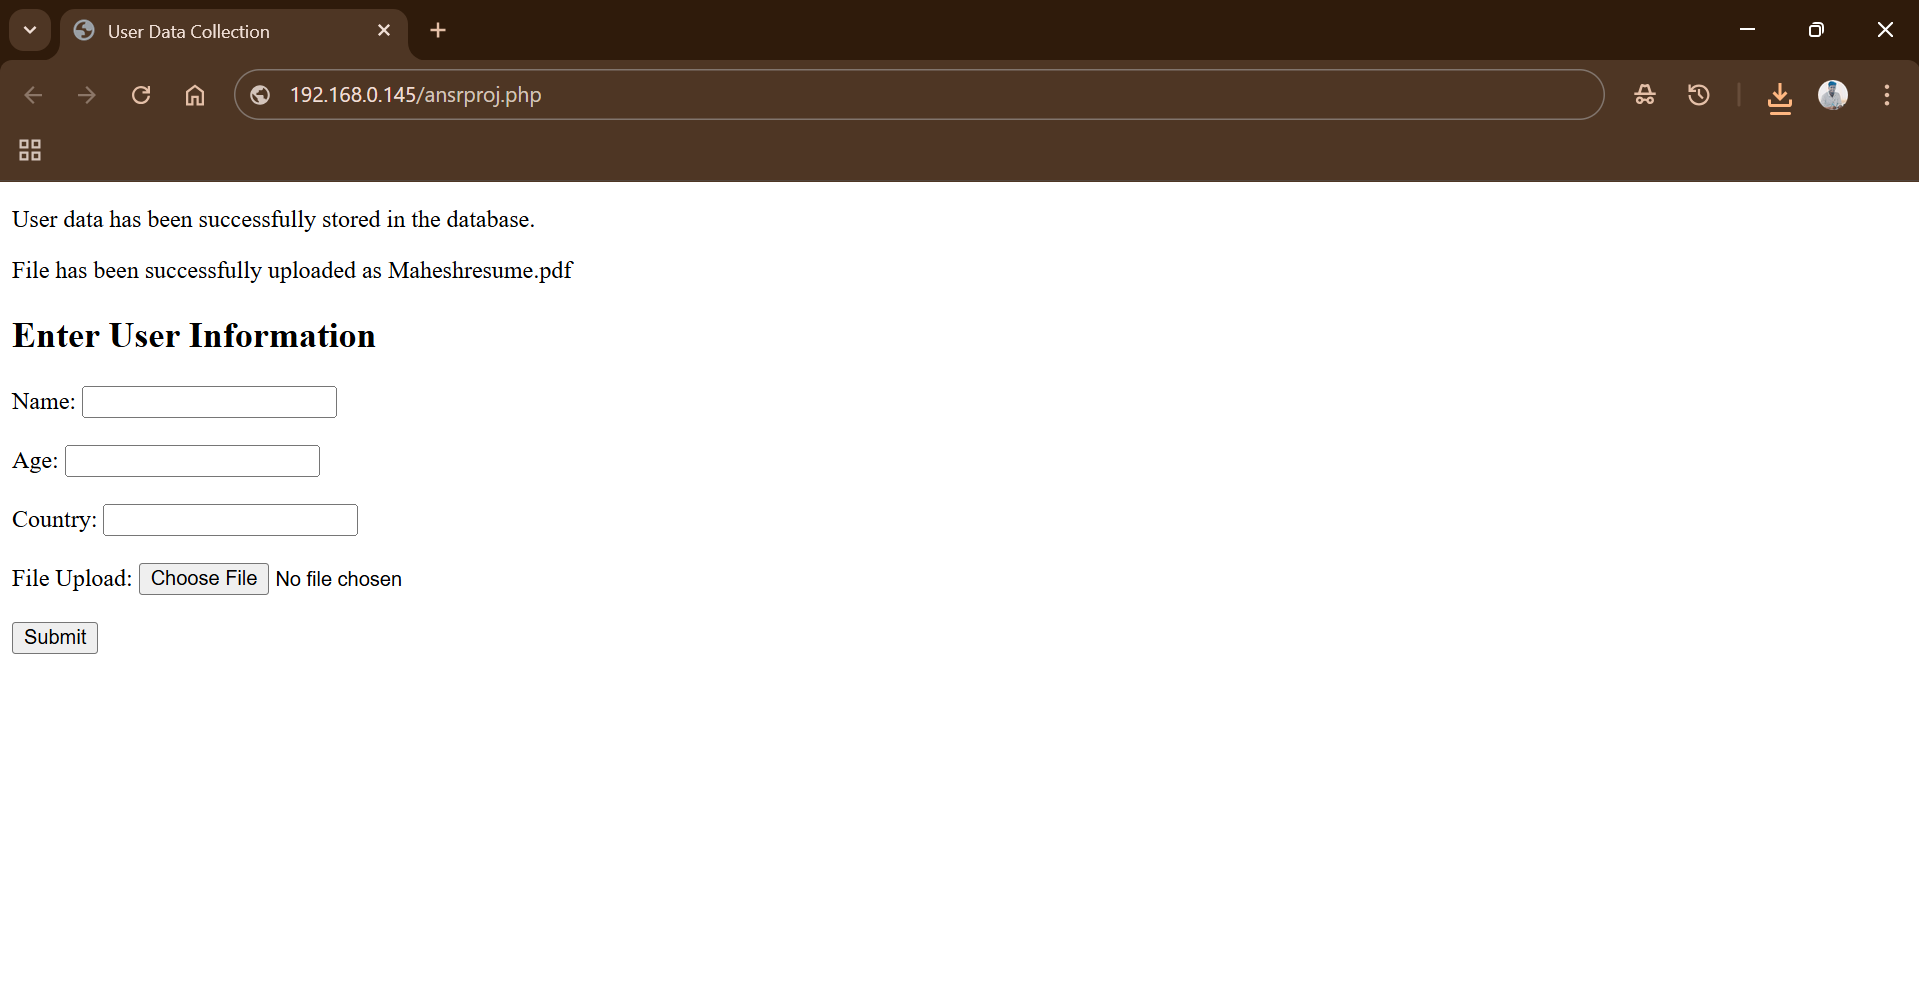 User Data Collection
192.168.0.145/ansrproj.php
User data has been successfully stored in the database.
File has been successfully uploaded as Maheshresume.pdf
Enter User Information
Name:
Age:
Country:
File Upload: Choose File No file chosen
Submit